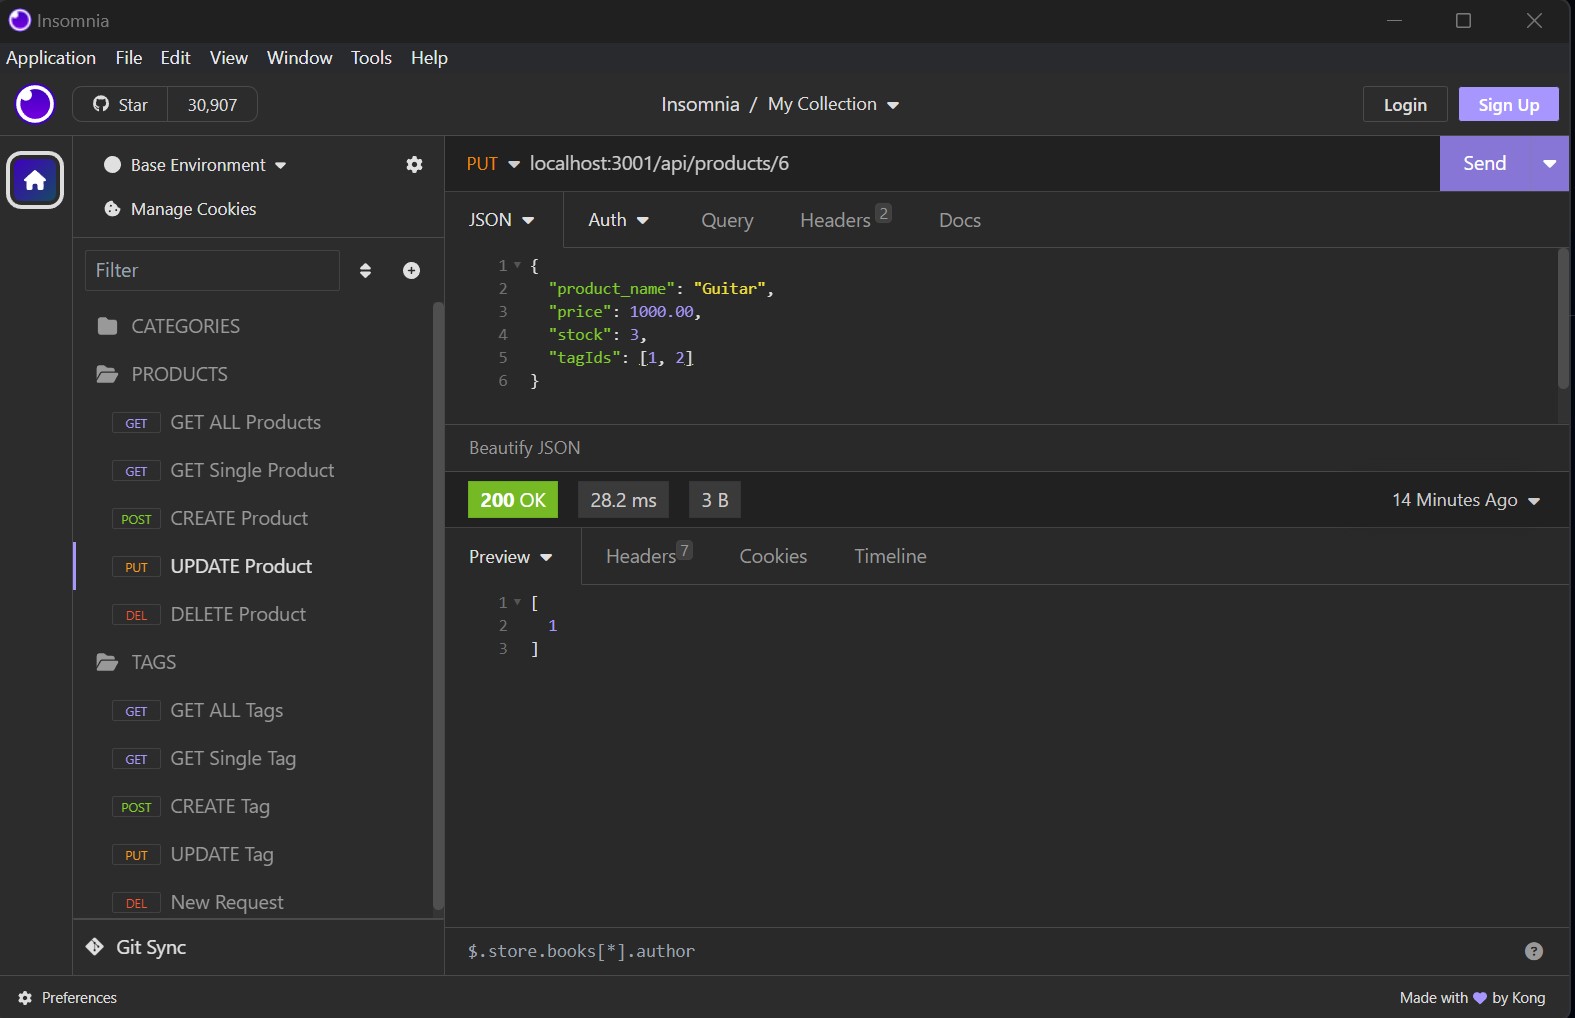 Insomnia
Application File Edit View Window Tools Help
Star 30,907
Insomnia / My Collection
Login Sign Up
Base Environment
Manage Cookies
Filter
CATEGORIES
PRODUCTS
GET GET ALL Products
GET GET Single Product
POST CREATE Product
PUT UPDATE Product
DEL DELETE Product
TAGS
GET GET ALL Tags
GET GET Single Tag
POST CREATE Tag
PUT UPDATE Tag
DEL New Request
Git Sync
PUT localhost:3001/api/products/6 Send
JSON Auth Query Headers 2 Docs
1 {
2 "product_name": "Guitar",
3 "price": 1000.00,
4 "stock": 3,
5 "tagIds": [1, 2]
6 }
Beautify JSON
200 OK 28.2 ms 3 B 14 Minutes Ago
Preview Headers 7 Cookies Timeline
1 [
2 1
3 ]
$.store.books[*].author ?
Preferences
Made with 💜 by Kong